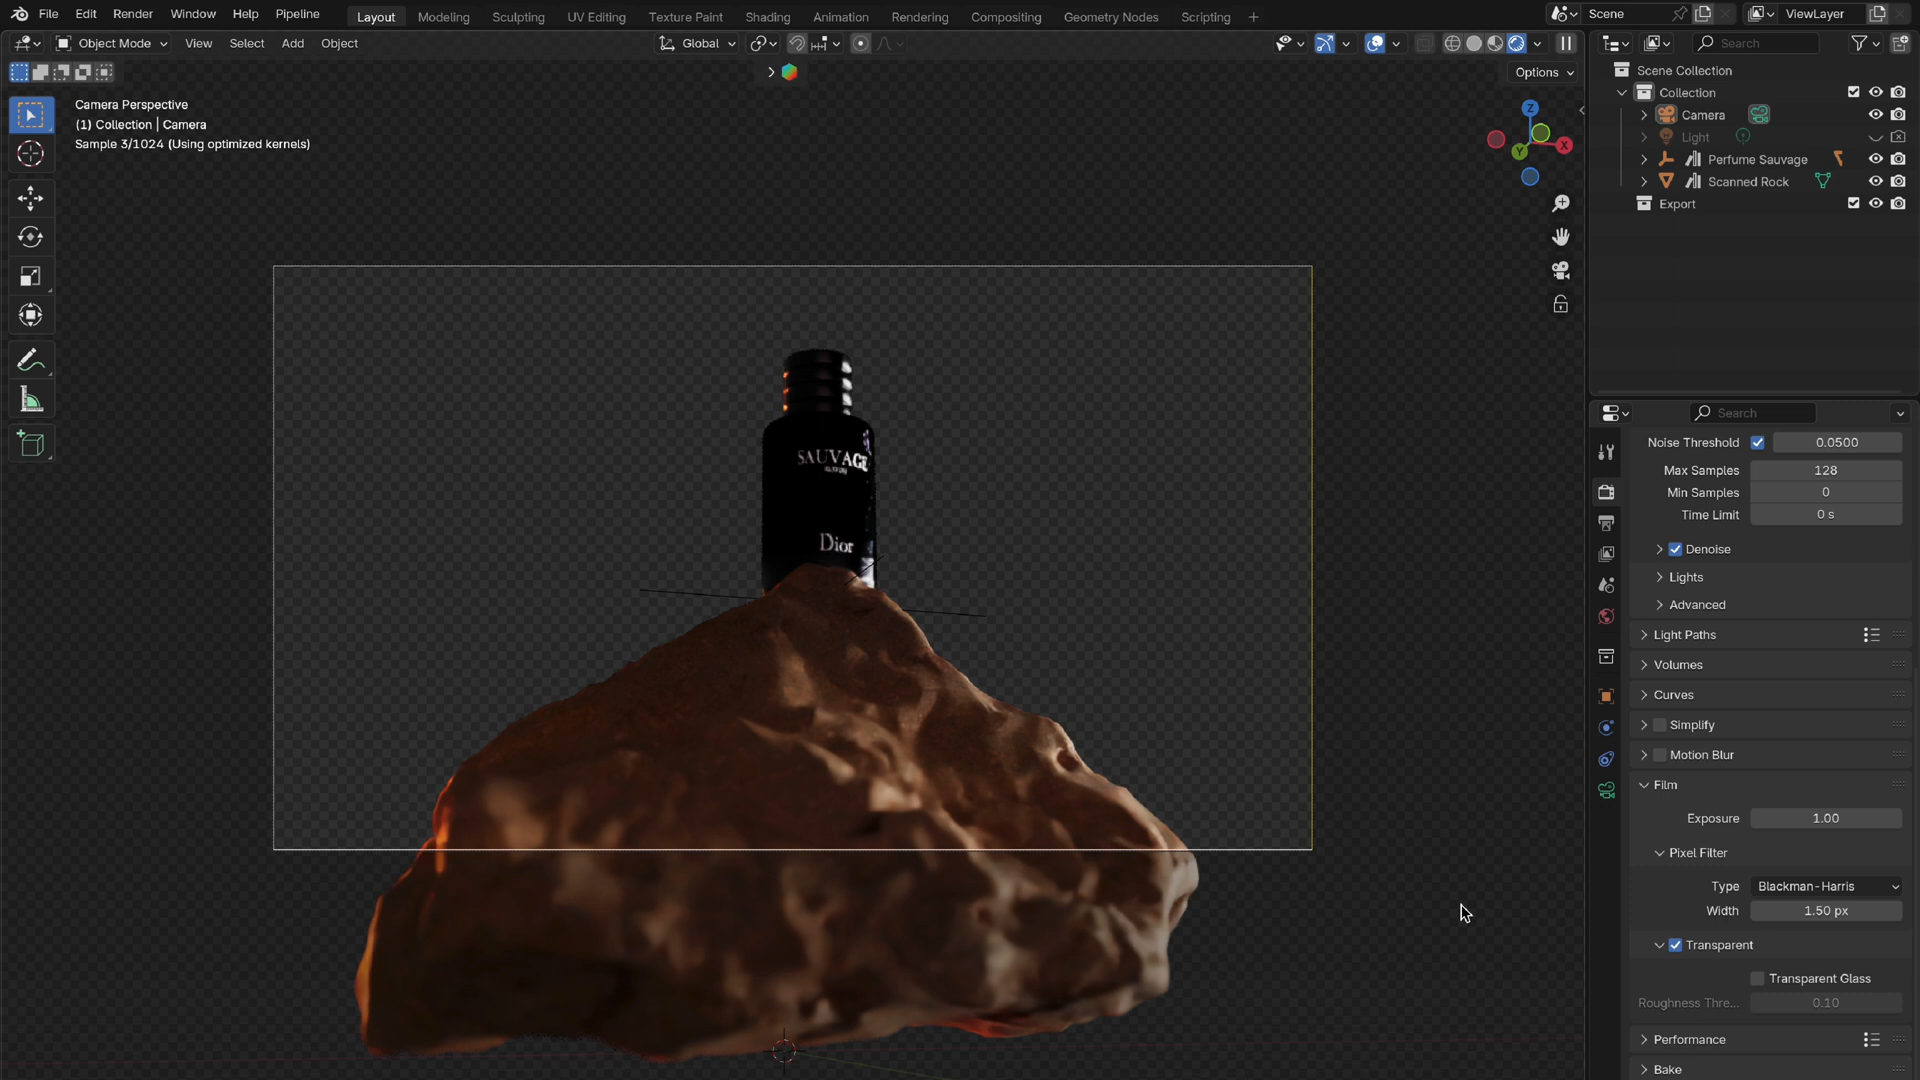 File Edit Render Window Help Pipeline
Layout Modeling Sculpting UV Editing Texture Paint Shading Animation Rendering Compositing Geometry Nodes Scripting +
Scene
ViewLayer
Object Mode View Select Add Object
Global
Search
Options
Camera Perspective
(1) Collection | Camera
Sample 3/1024 (Using optimized kernels)
Z
Y
X
Scene Collection
Collection
Camera
Light
Perfume Sauvage
Scanned Rock
Export
SAUVAGE
Dior
Search
Noise Threshold 0.0500
Max Samples 128
Min Samples 0
Time Limit 0 s
Denoise
Lights
Advanced
Light Paths
Volumes
Curves
Simplify
Motion Blur
Film
Exposure 1.00
Pixel Filter
Type Blackman-Harris
Width 1.50 px
Transparent
Transparent Glass
Roughness Thre... 0.10
Performance
Bake